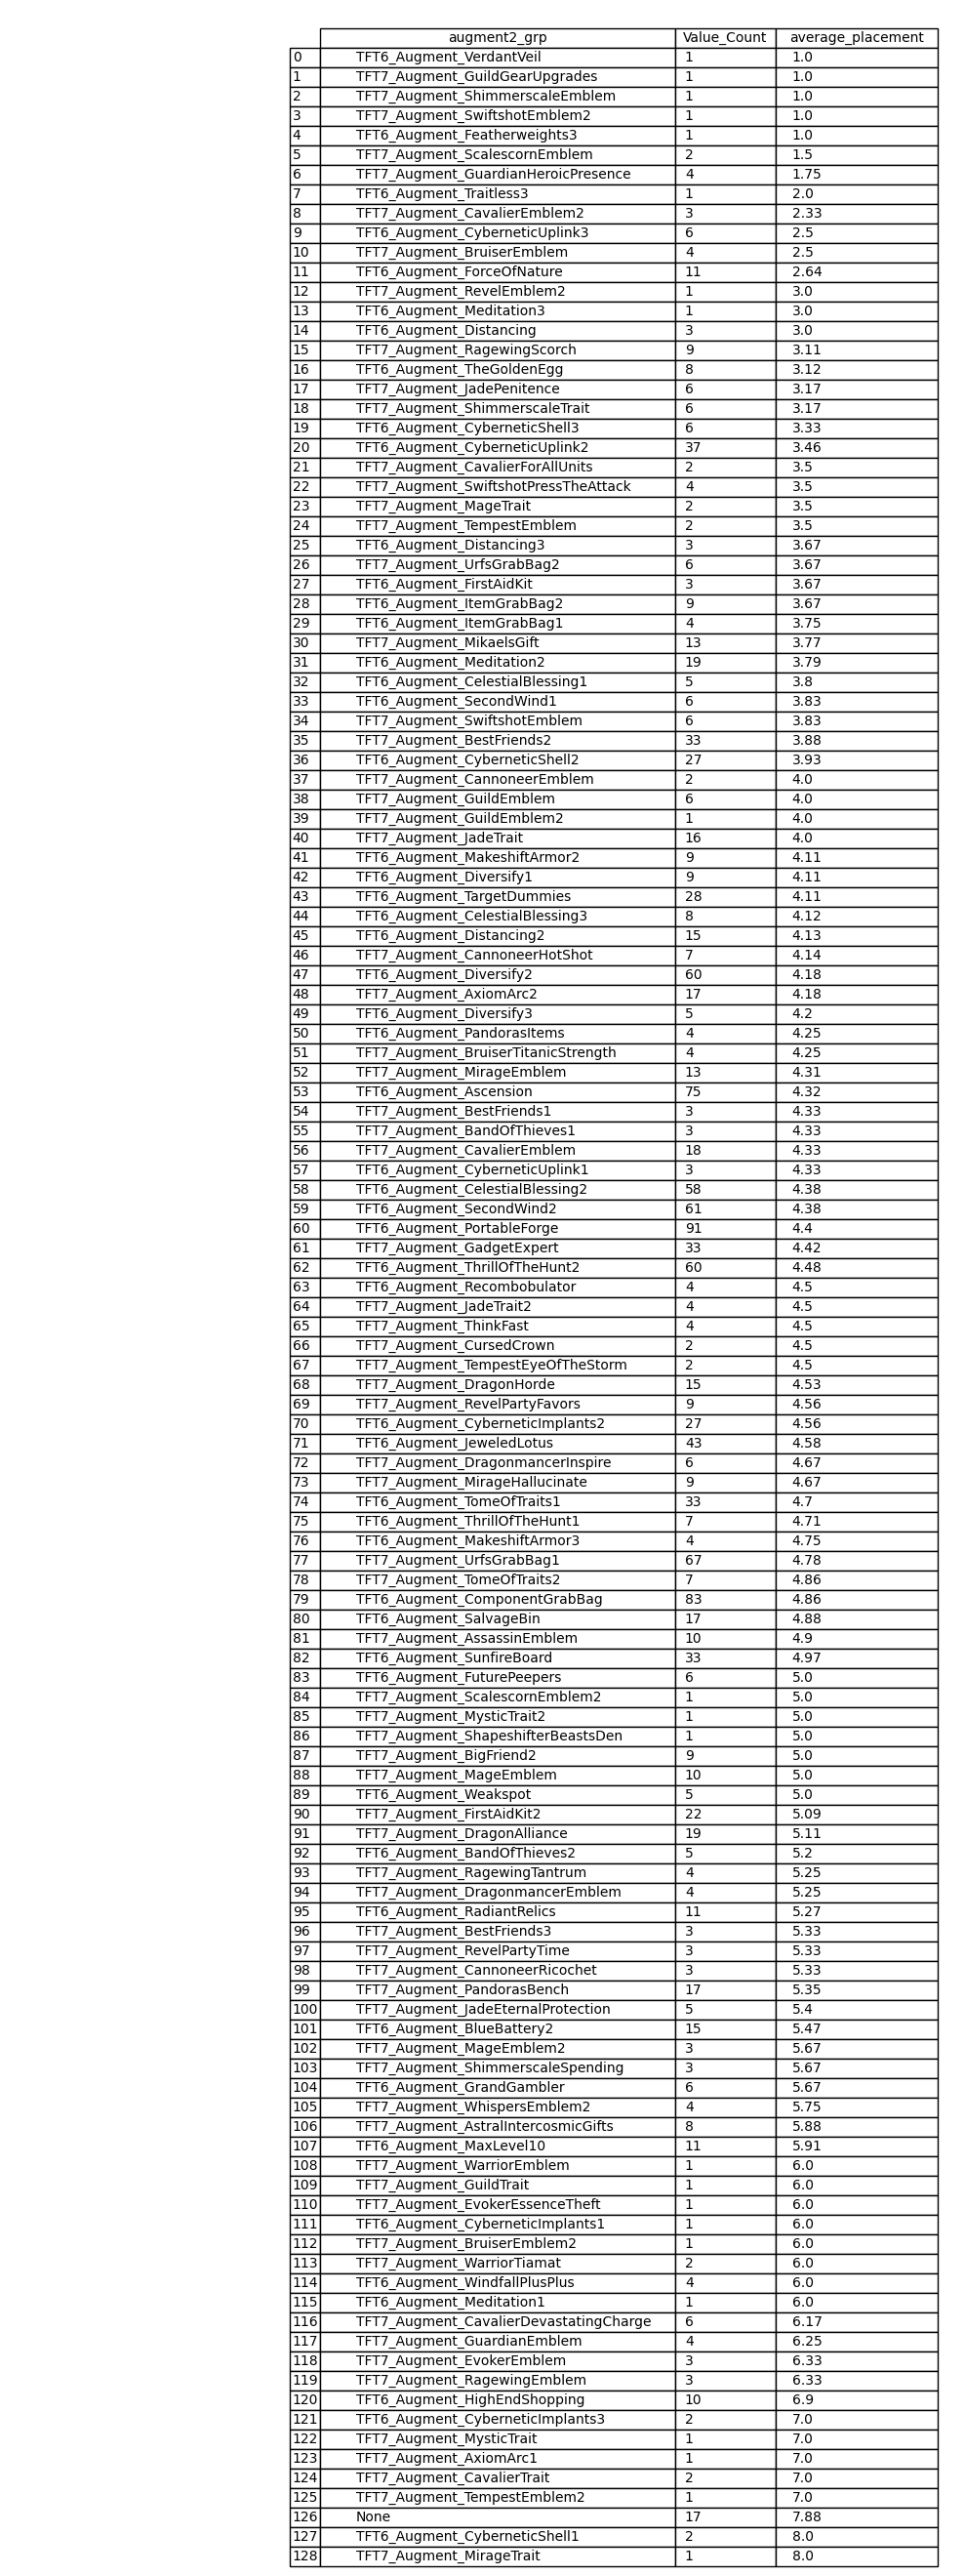 augment2_grp Value_Count average_placement
0 TFT6_Augment_VerdantVeil 1 1.0
1 TFT7_Augment_GuildGearUpgrades 1 1.0
2 TFT7_Augment_ShimmerscaleEmblem 1 1.0
3 TFT7_Augment_SwiftshotEmblem2 1 1.0
4 TFT6_Augment_Featherweights3 1 1.0
5 TFT7_Augment_ScalescornEmblem 2 1.5
6 TFT7_Augment_GuardianHeroicPresence 4 1.75
7 TFT6_Augment_Traitless3 1 2.0
8 TFT7_Augment_CavalierEmblem2 3 2.33
9 TFT6_Augment_CyberneticUplink3 6 2.5
10 TFT7_Augment_BruiserEmblem 4 2.5
11 TFT6_Augment_ForceOfNature 11 2.64
12 TFT7_Augment_RevelEmblem2 1 3.0
13 TFT6_Augment_Meditation3 1 3.0
14 TFT6_Augment_Distancing 3 3.0
15 TFT7_Augment_RagewingScorch 9 3.11
16 TFT6_Augment_TheGoldenEgg 8 3.12
17 TFT7_Augment_JadePenitence 6 3.17
18 TFT7_Augment_ShimmerscaleTrait 6 3.17
19 TFT6_Augment_CyberneticShell3 6 3.33
20 TFT6_Augment_CyberneticUplink2 37 3.46
21 TFT7_Augment_CavalierForAllUnits 2 3.5
22 TFT7_Augment_SwiftshotPressTheAttack 4 3.5
23 TFT7_Augment_MageTrait 2 3.5
24 TFT7_Augment_TempestEmblem 2 3.5
25 TFT6_Augment_Distancing3 3 3.67
26 TFT7_Augment_UrfsGrabBag2 6 3.67
27 TFT6_Augment_FirstAidKit 3 3.67
28 TFT6_Augment_ItemGrabBag2 9 3.67
29 TFT6_Augment_ItemGrabBag1 4 3.75
30 TFT7_Augment_MikaelsGift 13 3.77
31 TFT6_Augment_Meditation2 19 3.79
32 TFT6_Augment_CelestialBlessing1 5 3.8
33 TFT6_Augment_SecondWind1 6 3.83
34 TFT7_Augment_SwiftshotEmblem 6 3.83
35 TFT7_Augment_BestFriends2 33 3.88
36 TFT6_Augment_CyberneticShell2 27 3.93
37 TFT7_Augment_CannoneerEmblem 2 4.0
38 TFT7_Augment_GuildEmblem 6 4.0
39 TFT7_Augment_GuildEmblem2 1 4.0
40 TFT7_Augment_JadeTrait 16 4.0
41 TFT6_Augment_MakeshiftArmor2 9 4.11
42 TFT6_Augment_Diversify1 9 4.11
43 TFT6_Augment_TargetDummies 28 4.11
44 TFT6_Augment_CelestialBlessing3 8 4.12
45 TFT6_Augment_Distancing2 15 4.13
46 TFT7_Augment_CannoneerHotShot 7 4.14
47 TFT6_Augment_Diversify2 60 4.18
48 TFT7_Augment_AxiomArc2 17 4.18
49 TFT6_Augment_Diversify3 5 4.2
50 TFT6_Augment_PandorasItems 4 4.25
51 TFT7_Augment_BruiserTitanicStrength 4 4.25
52 TFT7_Augment_MirageEmblem 13 4.31
53 TFT6_Augment_Ascension 75 4.32
54 TFT7_Augment_BestFriends1 3 4.33
55 TFT7_Augment_BandOfThieves1 3 4.33
56 TFT7_Augment_CavalierEmblem 18 4.33
57 TFT6_Augment_CyberneticUplink1 3 4.33
58 TFT6_Augment_CelestialBlessing2 58 4.38
59 TFT6_Augment_SecondWind2 61 4.38
60 TFT6_Augment_PortableForge 91 4.4
61 TFT7_Augment_GadgetExpert 33 4.42
62 TFT6_Augment_ThrillOfTheHunt2 60 4.48
63 TFT6_Augment_Recombobulator 4 4.5
64 TFT7_Augment_JadeTrait2 4 4.5
65 TFT7_Augment_ThinkFast 4 4.5
66 TFT7_Augment_CursedCrown 2 4.5
67 TFT7_Augment_TempestEyeOfTheStorm 2 4.5
68 TFT7_Augment_DragonHorde 15 4.53
69 TFT7_Augment_RevelPartyFavors 9 4.56
70 TFT6_Augment_CyberneticImplants2 27 4.56
71 TFT6_Augment_JeweledLotus 43 4.58
72 TFT7_Augment_DragonmancerInspire 6 4.67
73 TFT7_Augment_MirageHallucinate 9 4.67
74 TFT6_Augment_TomeOfTraits1 33 4.7
75 TFT6_Augment_ThrillOfTheHunt1 7 4.71
76 TFT6_Augment_MakeshiftArmor3 4 4.75
77 TFT7_Augment_UrfsGrabBag1 67 4.78
78 TFT7_Augment_TomeOfTraits2 7 4.86
79 TFT6_Augment_ComponentGrabBag 83 4.86
80 TFT6_Augment_SalvageBin 17 4.88
81 TFT7_Augment_AssassinEmblem 10 4.9
82 TFT6_Augment_SunfireBoard 33 4.97
83 TFT6_Augment_FuturePeepers 6 5.0
84 TFT7_Augment_ScalescornEmblem2 1 5.0
85 TFT7_Augment_MysticTrait2 1 5.0
86 TFT7_Augment_ShapeshifterBeastsDen 1 5.0
87 TFT7_Augment_BigFriend2 9 5.0
88 TFT7_Augment_MageEmblem 10 5.0
89 TFT6_Augment_Weakspot 5 5.0
90 TFT7_Augment_FirstAidKit2 22 5.09
91 TFT7_Augment_DragonAlliance 19 5.11
92 TFT6_Augment_BandOfThieves2 5 5.2
93 TFT7_Augment_RagewingTantrum 4 5.25
94 TFT7_Augment_DragonmancerEmblem 4 5.25
95 TFT6_Augment_RadiantRelics 11 5.27
96 TFT7_Augment_BestFriends3 3 5.33
97 TFT7_Augment_RevelPartyTime 3 5.33
98 TFT7_Augment_CannoneerRicochet 3 5.33
99 TFT7_Augment_PandorasBench 17 5.35
100 TFT7_Augment_JadeEternalProtection 5 5.4
101 TFT6_Augment_BlueBattery2 15 5.47
102 TFT7_Augment_MageEmblem2 3 5.67
103 TFT7_Augment_ShimmerscaleSpending 3 5.67
104 TFT6_Augment_GrandGambler 6 5.67
105 TFT7_Augment_WhispersEmblem2 4 5.75
106 TFT7_Augment_AstralIntercosmicGifts 8 5.88
107 TFT6_Augment_MaxLevel10 11 5.91
108 TFT7_Augment_WarriorEmblem 1 6.0
109 TFT7_Augment_GuildTrait 1 6.0
110 TFT7_Augment_EvokerEssenceTheft 1 6.0
111 TFT6_Augment_CyberneticImplants1 1 6.0
112 TFT7_Augment_BruiserEmblem2 1 6.0
113 TFT7_Augment_WarriorTiamat 2 6.0
114 TFT6_Augment_WindfallPlusPlus 4 6.0
115 TFT6_Augment_Meditation1 1 6.0
116 TFT7_Augment_CavalierDevastatingCharge 6 6.17
117 TFT7_Augment_GuardianEmblem 4 6.25
118 TFT7_Augment_EvokerEmblem 3 6.33
119 TFT7_Augment_RagewingEmblem 3 6.33
120 TFT6_Augment_HighEndShopping 10 6.9
121 TFT6_Augment_CyberneticImplants3 2 7.0
122 TFT7_Augment_MysticTrait 1 7.0
123 TFT7_Augment_AxiomArc1 1 7.0
124 TFT7_Augment_CavalierTrait 2 7.0
125 TFT7_Augment_TempestEmblem2 1 7.0
126 None 17 7.88
127 TFT6_Augment_CyberneticShell1 2 8.0
128 TFT7_Augment_MirageTrait 1 8.0